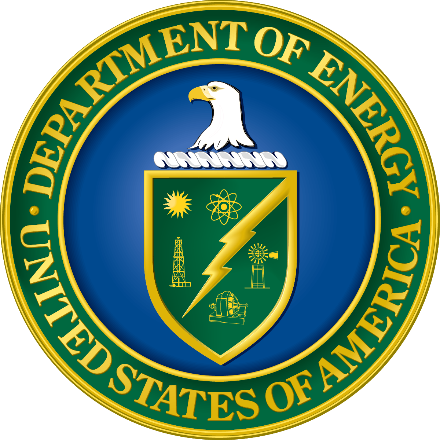 · DEPARTMENT OF ENERGY ·
UNITED STATES OF AMERICA